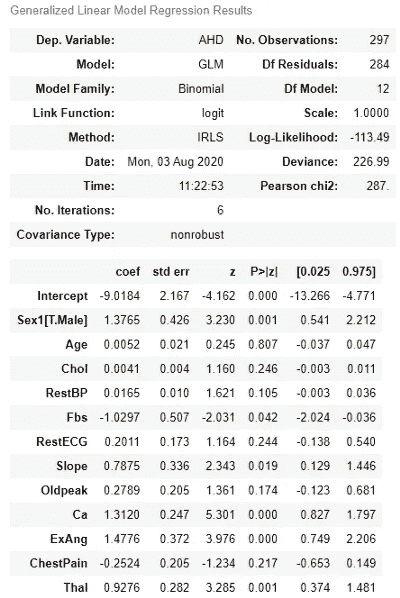 Generalized Linear Model Regression Results
Dep. Variable: AHD No. Observations: 297
Model: GLM Df Residuals: 284
Model Family: Binomial Df Model: 12
Link Function: logit Scale: 1.0000
Method: IRLS Log-Likelihood: -113.49
Date: Mon, 03 Aug 2020 Deviance: 226.99
Time: 11:22:53 Pearson chi2: 287.
No. Iterations: 6
Covariance Type: nonrobust
coef std err z P>|z| [0.025 0.975]
Intercept -9.0184 2.167 -4.162 0.000 -13.266 -4.771
Sex1[T.Male] 1.3765 0.426 3.230 0.001 0.541 2.212
Age 0.0052 0.021 0.245 0.807 -0.037 0.047
Chol 0.0041 0.004 1.160 0.246 -0.003 0.011
RestBP 0.0165 0.010 1.621 0.105 -0.003 0.036
Fbs -1.0297 0.507 -2.031 0.042 -2.024 -0.036
RestECG 0.2011 0.173 1.164 0.244 -0.138 0.540
Slope 0.7875 0.336 2.343 0.019 0.129 1.446
Oldpeak 0.2789 0.205 1.361 0.174 -0.123 0.681
Ca 1.3120 0.247 5.301 0.000 0.827 1.797
ExAng 1.4776 0.372 3.976 0.000 0.749 2.206
ChestPain -0.2524 0.205 -1.234 0.217 -0.653 0.149
Thal 0.9276 0.282 3.285 0.001 0.374 1.481